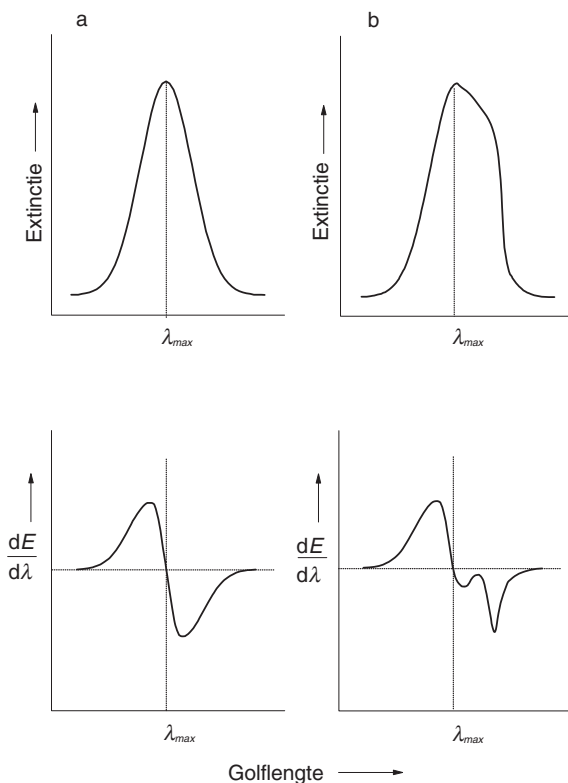 a
b
Extinctie
Extinctie
λmax
λmax
dE
dλ
dE
dλ
λmax
λmax
Golflengte